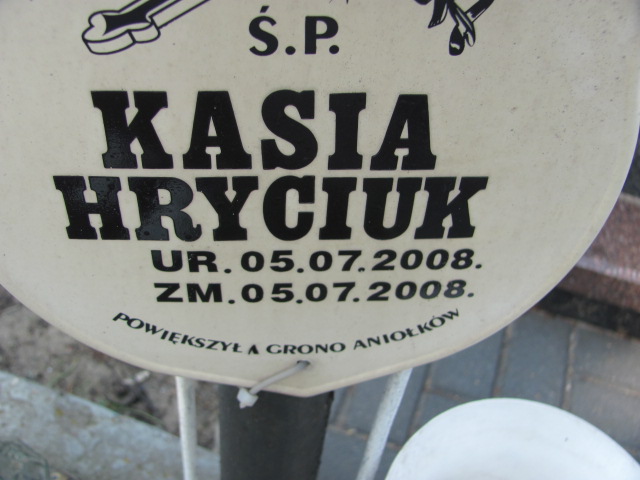 Ś.P.
KASIA
HRYCIUK
UR. 05.07.2008.
ZM. 05.07.2008.
POWIĘKSZYŁA GRONO ANIOŁKÓW